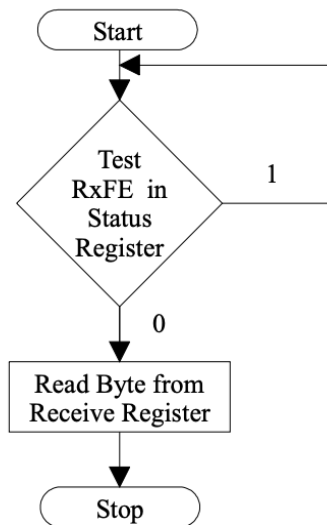 Start
Test
RxFE in
Status
Register
1
0
Read Byte from
Receive Register
Stop